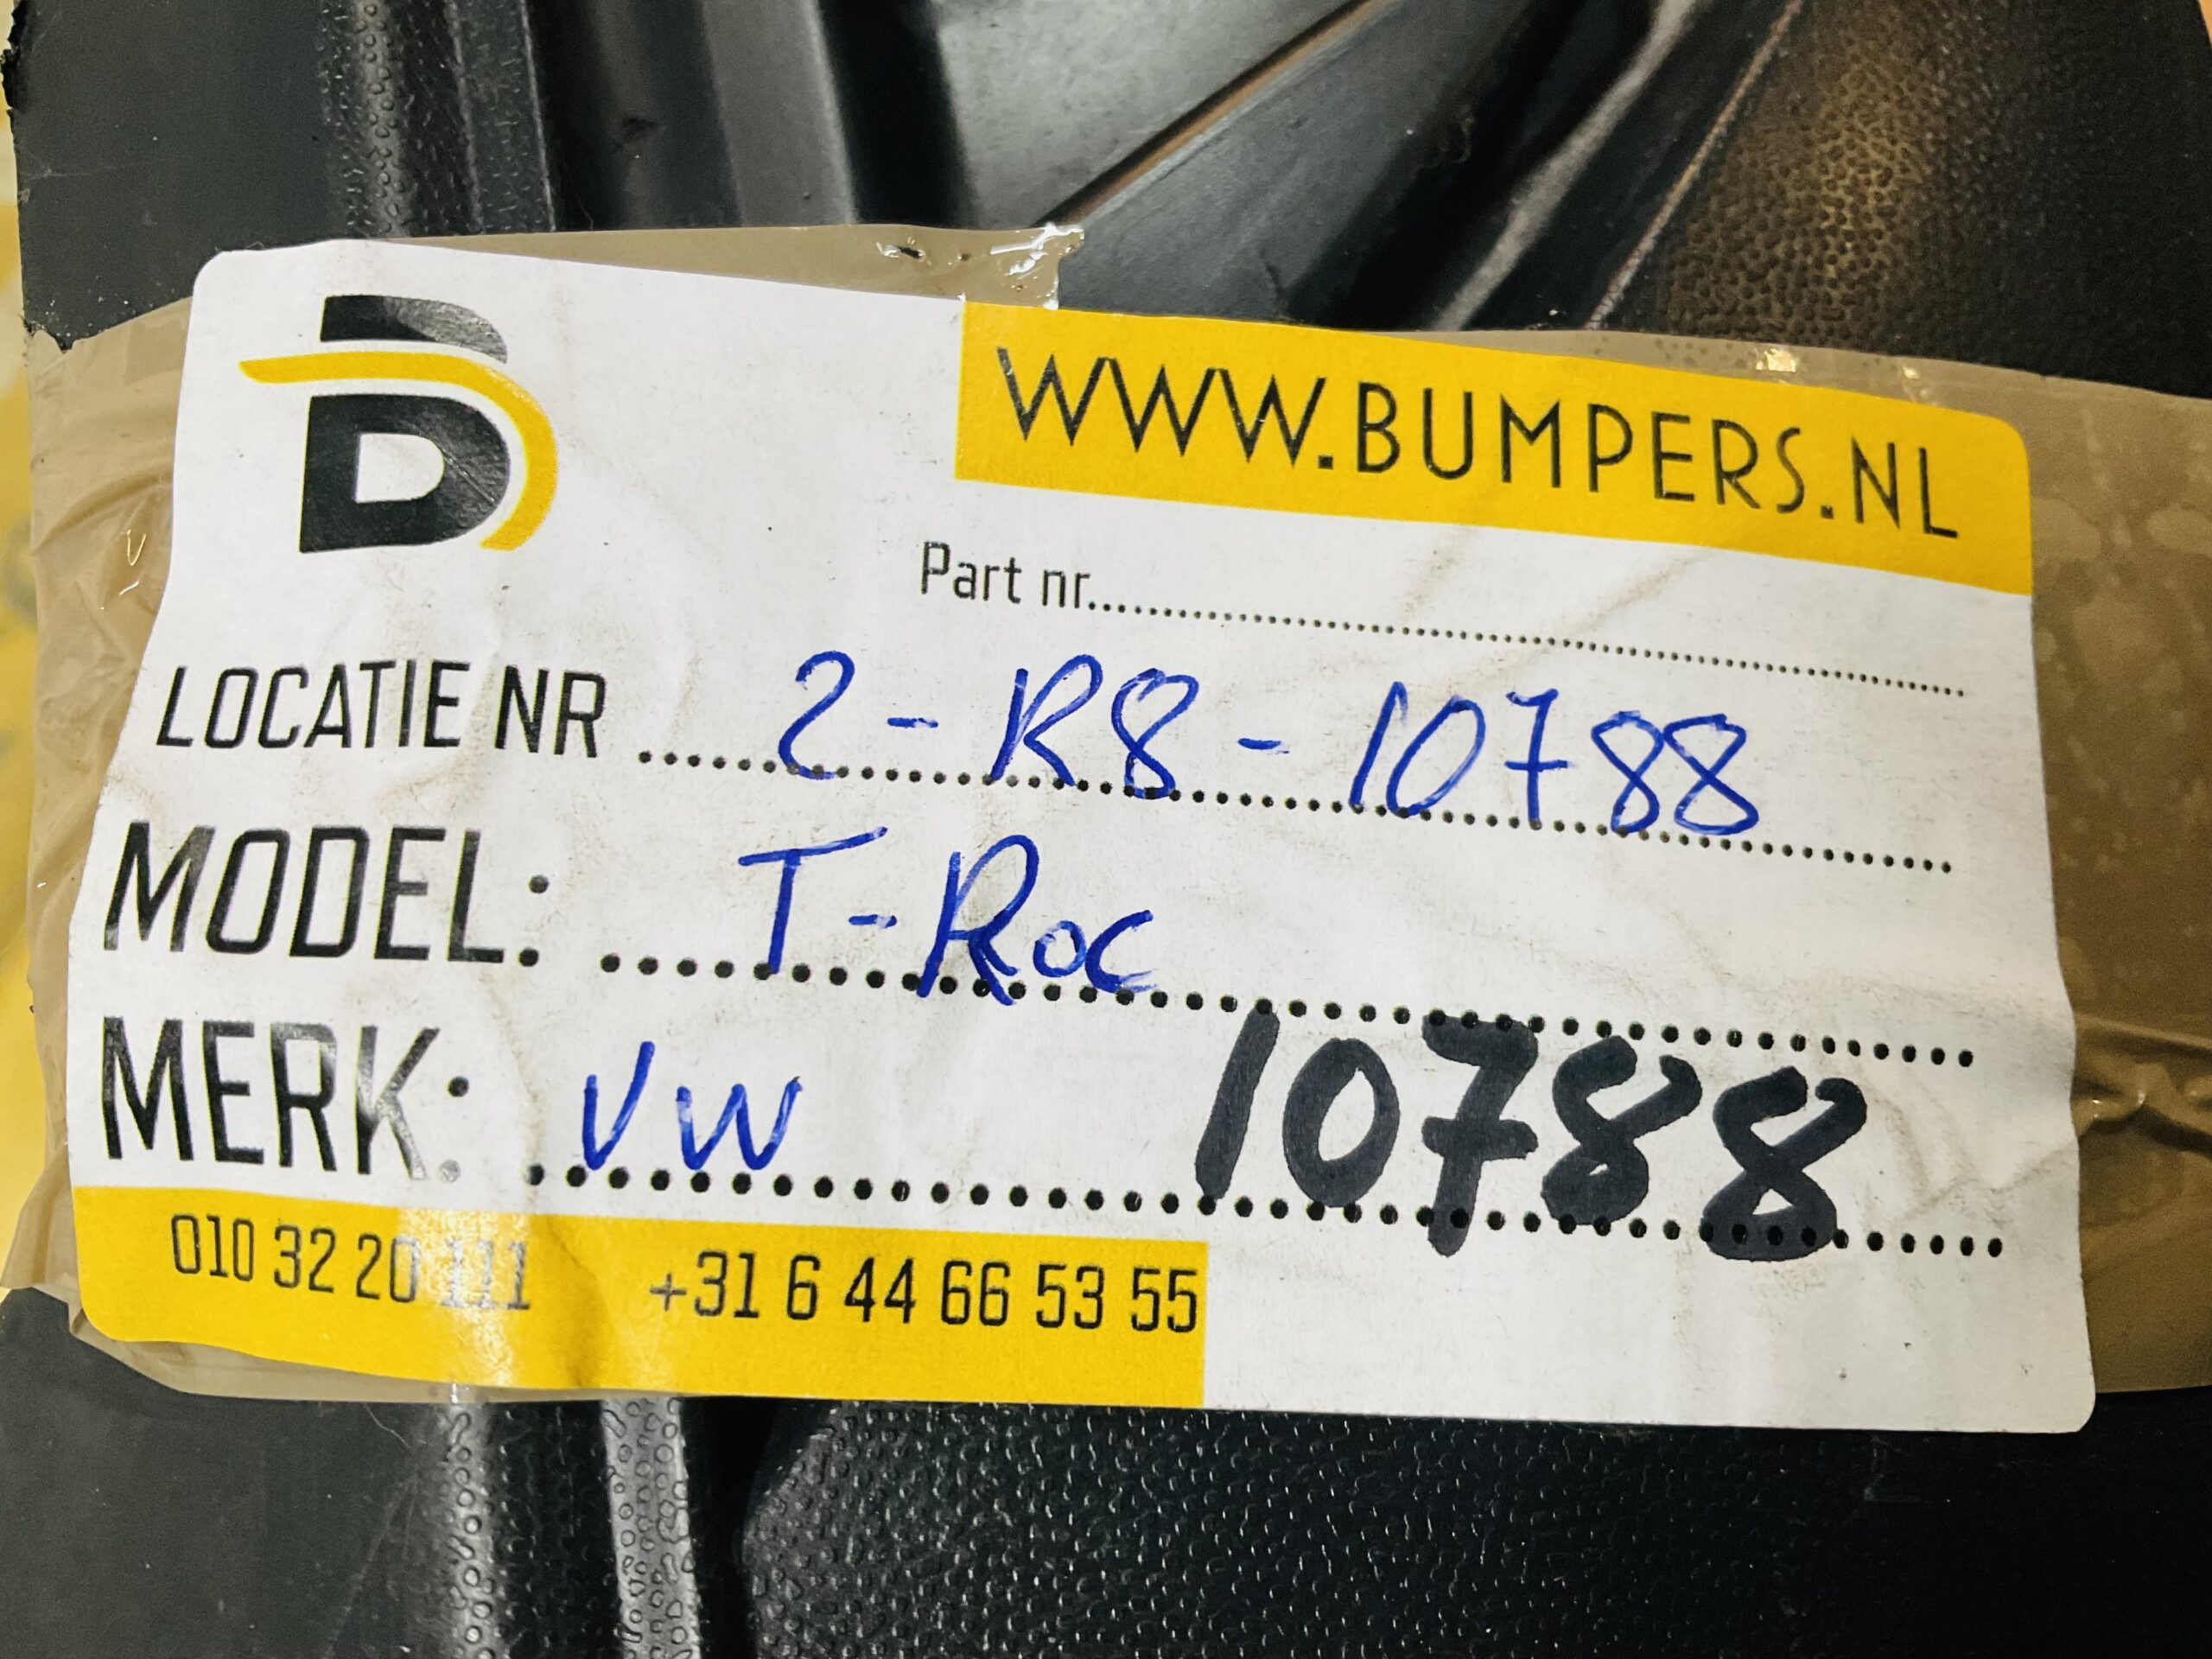 B
WWW.BUMPERS.NL
Part nr..............................
LOCATIE NR ..... 2-R8-10788
MODEL: .... T-Roc
MERK: VW 10788
010 32 20 111 +31 6 44 66 53 55